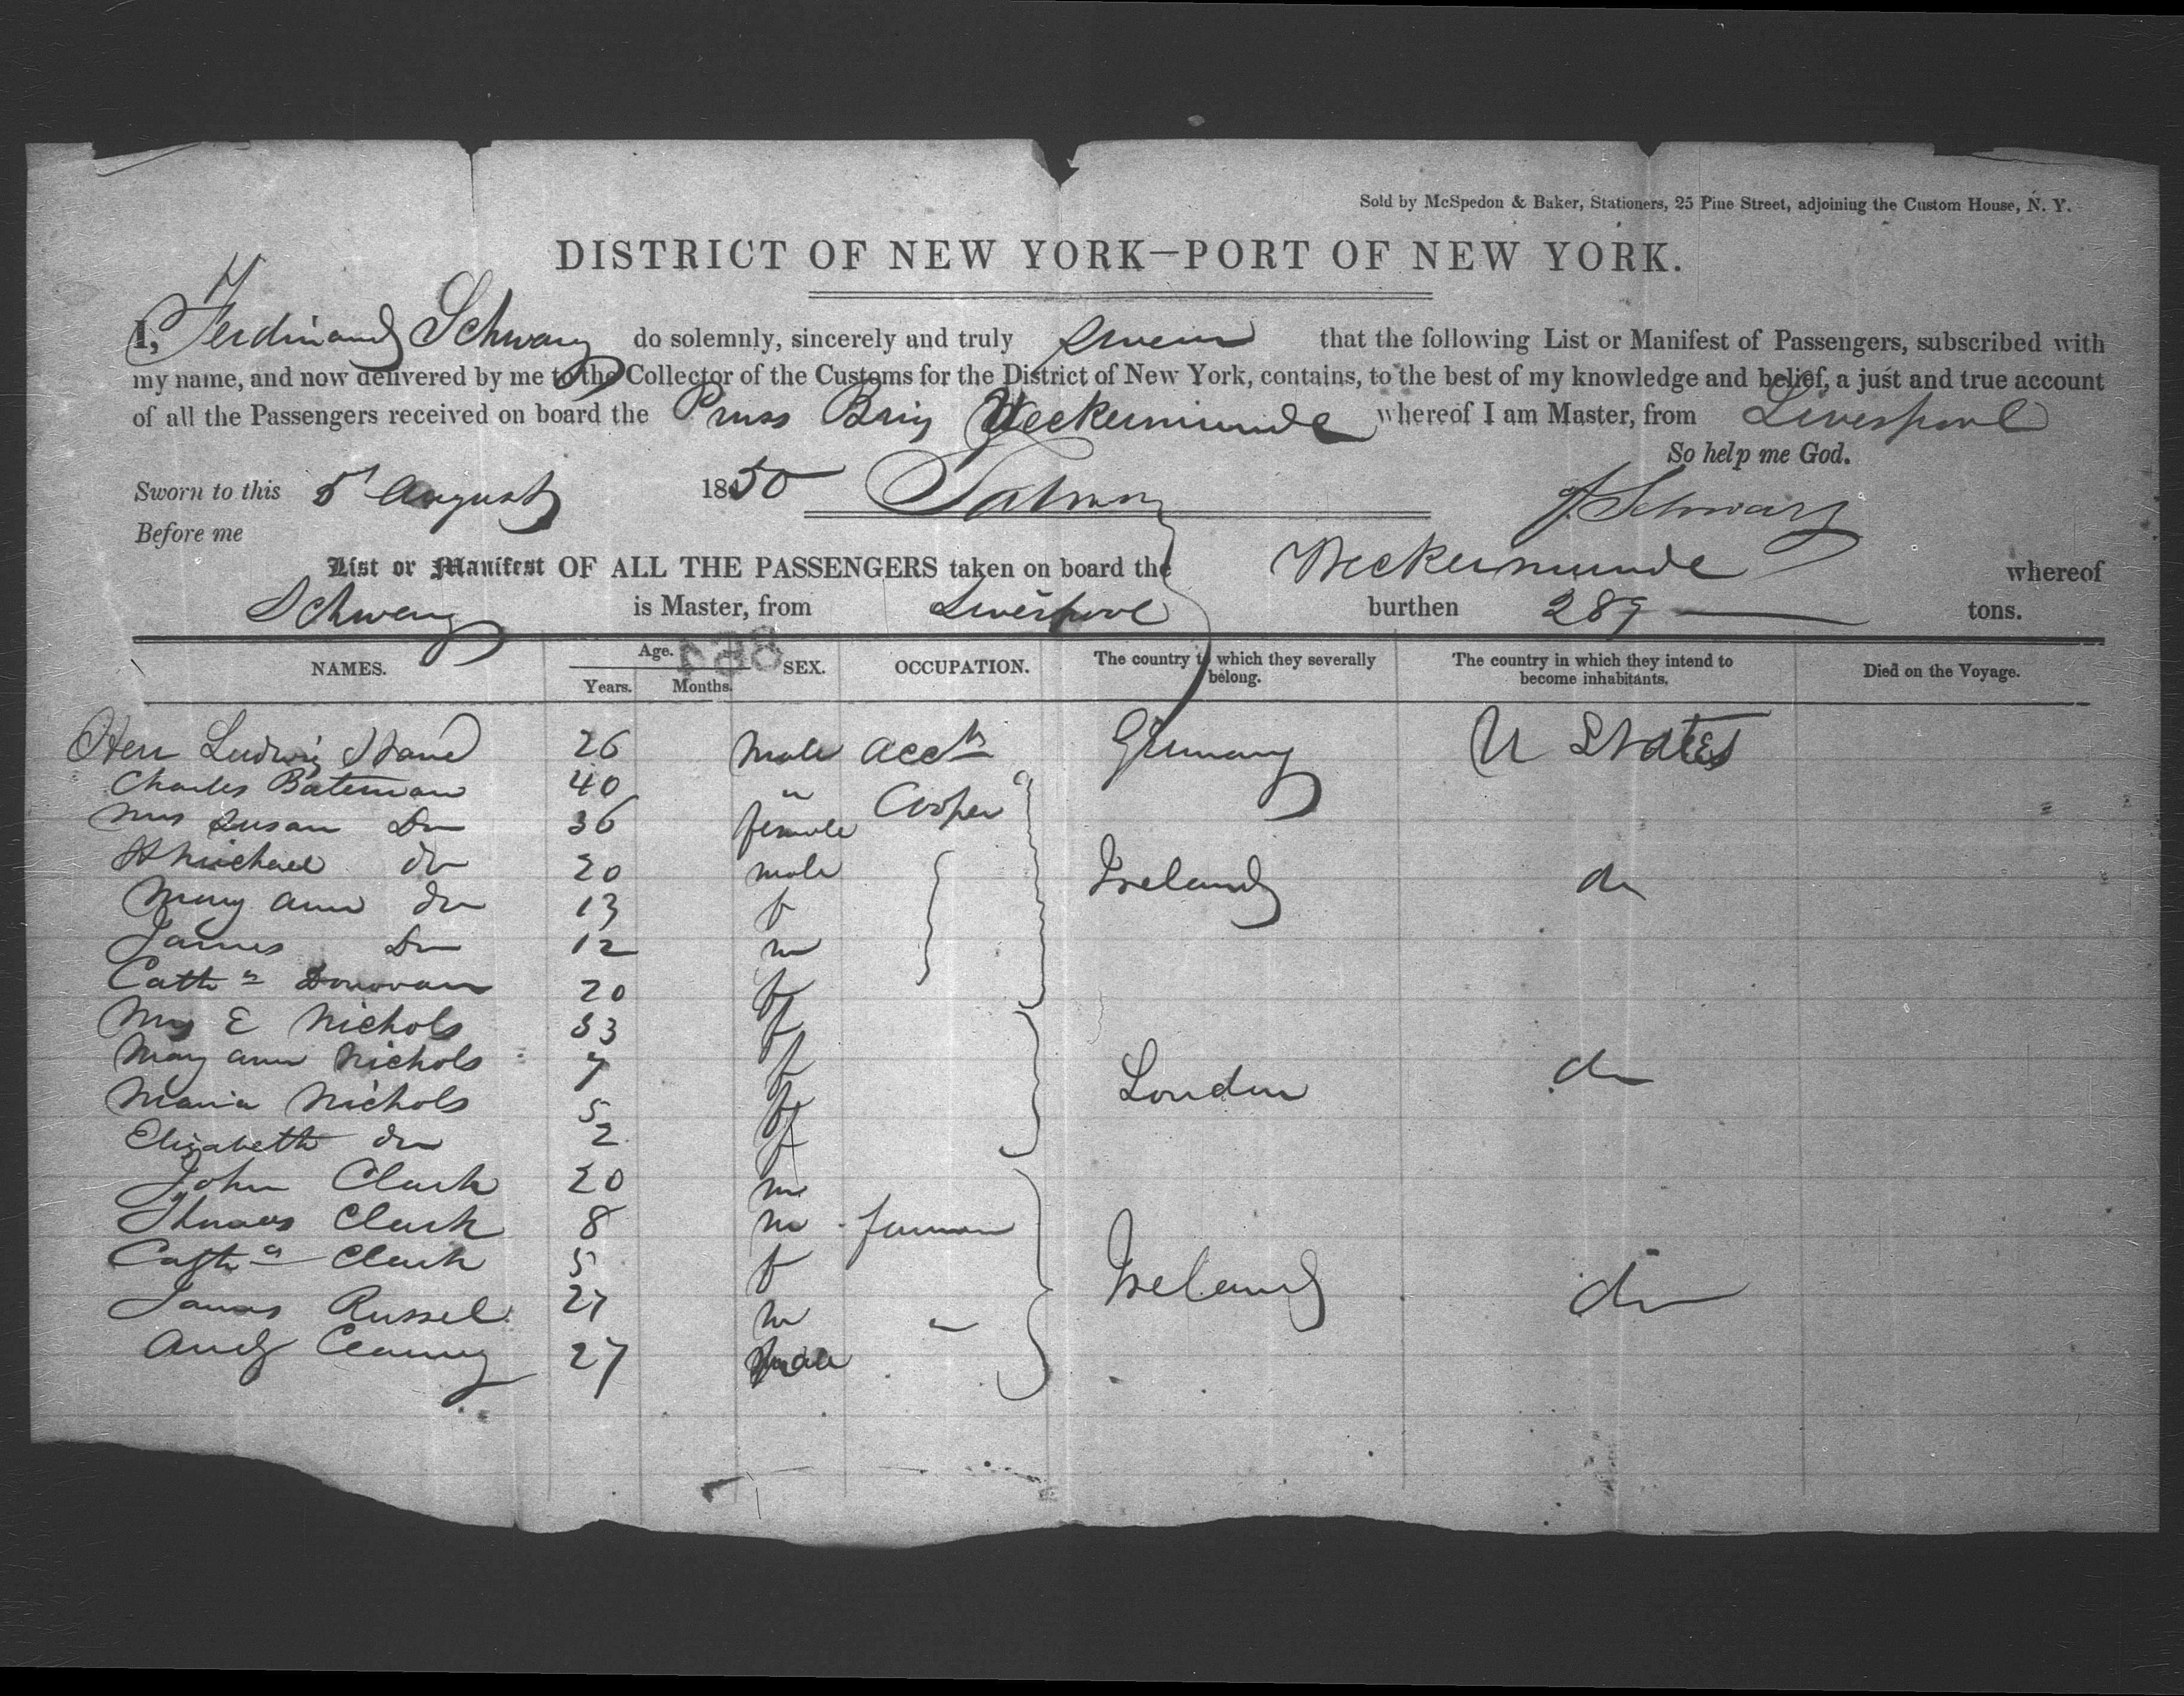 Sold by McSpedon & Baker, Stationers, 25 Pine Street, adjoining the Custom House, N. Y.
DISTRICT OF NEW YORK—PORT OF NEW YORK.
I, Ferdinand Schwarz do solemnly, sincerely and truly swear that the following List or Manifest of Passengers, subscribed with
my name, and now delivered by me to the Collector of the Customs for the District of New York, contains, to the best of my knowledge and belief, a just and true account
of all the Passengers received on board the Pruss Brig Ueckermunde whereof I am Master, from Liverpool
So help me God.
Sworn to this 5 August 1850 F. Schwarz
Before me
List or Manifest OF ALL THE PASSENGERS taken on board the Ueckermunde whereof
Schwarz is Master, from Liverpool burthen 289 tons.
NAMES. Age. Years. Months. SEX. OCCUPATION. The country to which they severally belong. The country in which they intend to become inhabitants. Died on the Voyage.
Herr Ludwig 26 Male Germany U States
Charles Bateman 40 " Cooper
Mrs Susan Do 36 female
Michael do 20 male Ireland do
Mary Ann do 13 f
James Do 12 m
Cathn Donovan 20 f
Mrs E Nichols 33 f
Mary Ann Nichols 7 f London do
Maria Nichols 5 f
Elizabeth do 2 f
John Clark 20 m
Thomas Clark 8 m farmer
Cathn Clark 5 f Ireland do
James Russel 27 m "
Andy 27 male